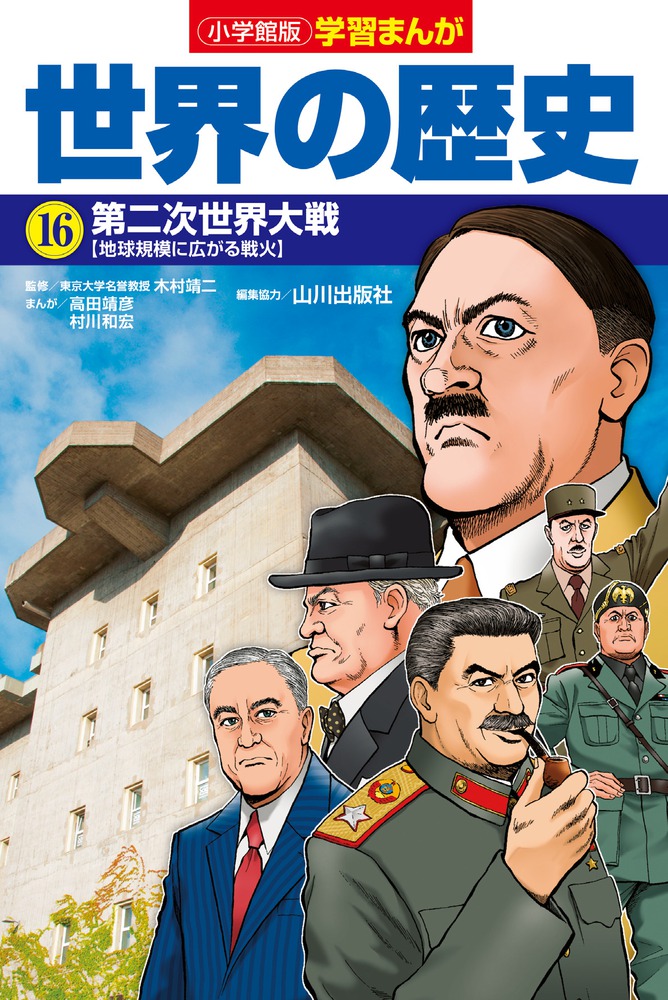 小学館版 学習まんが
世界の歴史
16 第二次世界大戦
【地球規模に広がる戦火】
監修／東京大学名誉教授 木村靖二
まんが／高田靖彦
村川和宏
編集協力／山川出版社